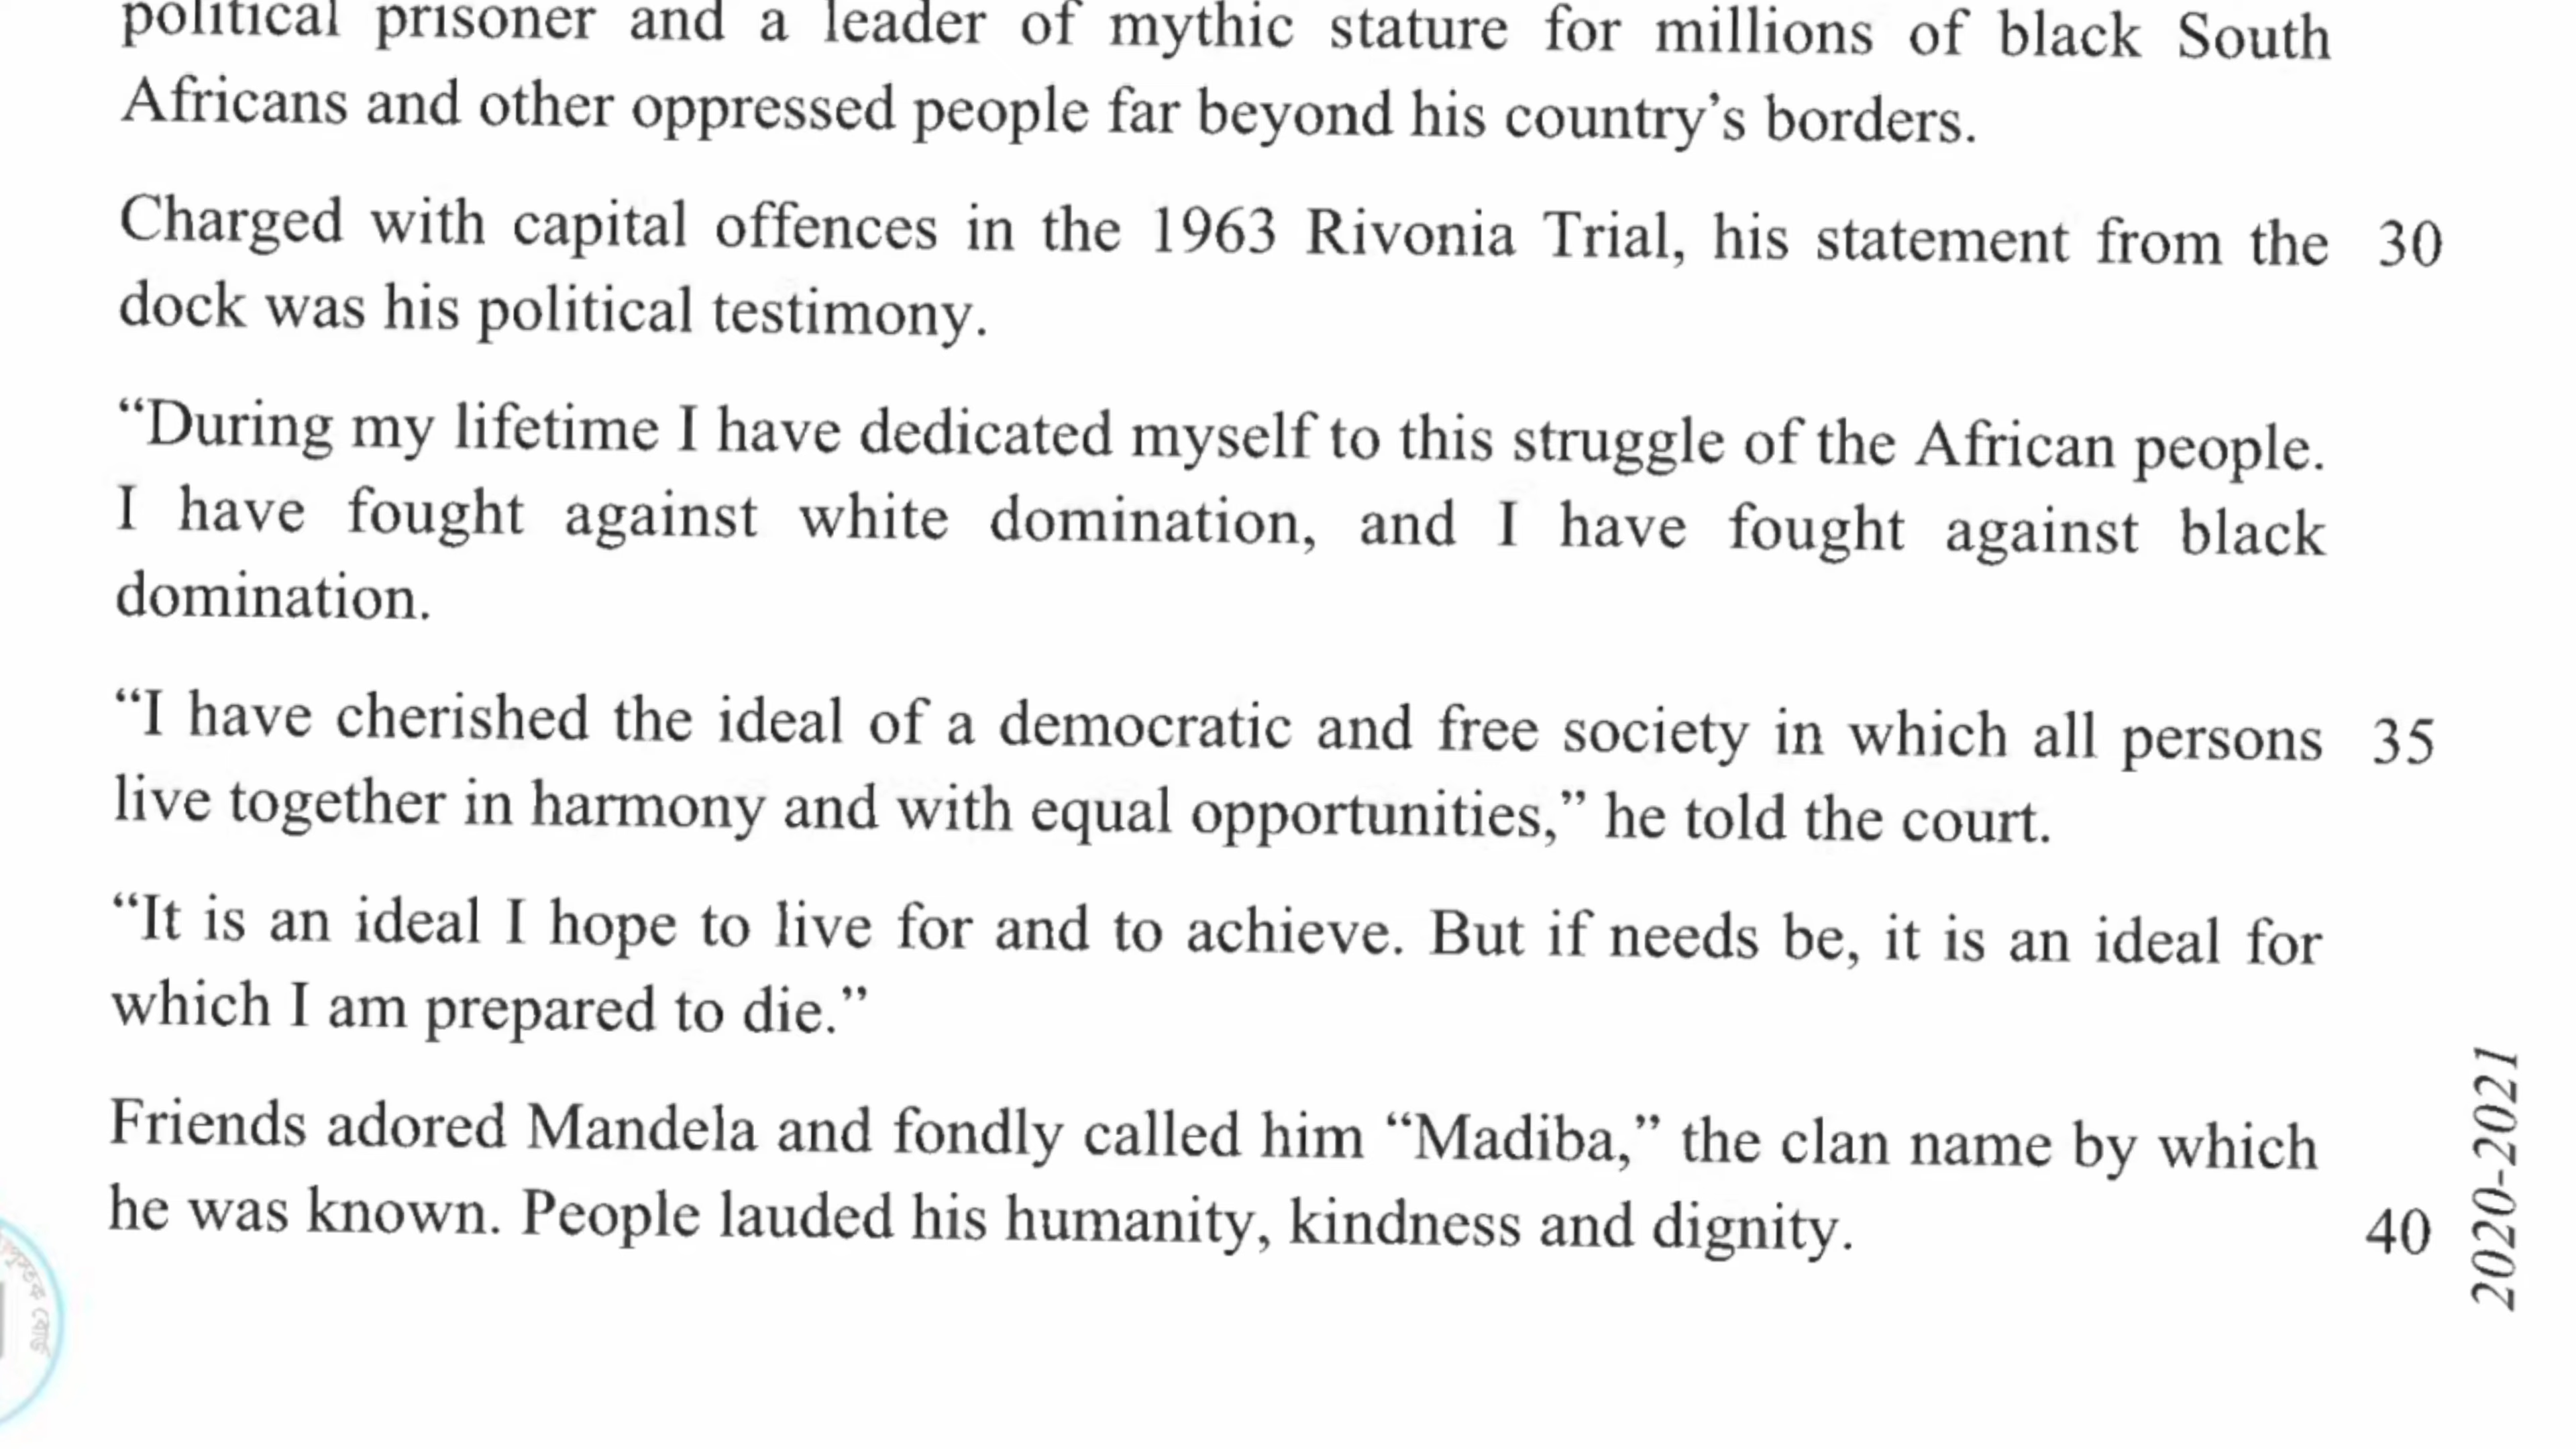 political prisoner and a leader of mythic stature for millions of black South
Africans and other oppressed people far beyond his country's borders.
Charged with capital offences in the 1963 Rivonia Trial, his statement from the 30
dock was his political testimony.
“During my lifetime I have dedicated myself to this struggle of the African people.
I have fought against white domination, and I have fought against black
domination.
“I have cherished the ideal of a democratic and free society in which all persons 35
live together in harmony and with equal opportunities,” he told the court.
“It is an ideal I hope to live for and to achieve. But if needs be, it is an ideal for
which I am prepared to die.”
Friends adored Mandela and fondly called him “Madiba,” the clan name by which
he was known. People lauded his humanity, kindness and dignity. 40
2020-2021